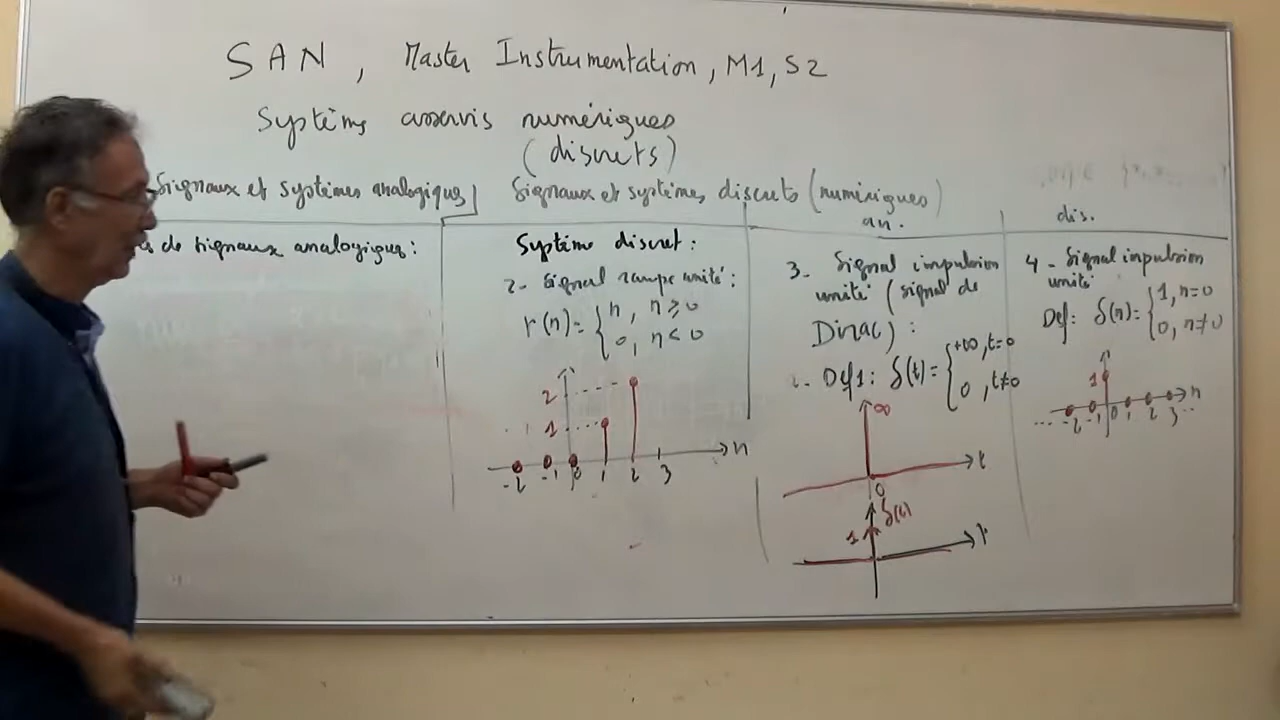 SAN, Master Instrumentation, M1, S2
Système asservis numériques
(discrets)
Signaux et systèmes analogiques
Signaux et systèmes discrets (numériques)
de signaux analogiques :
Système discret :
2- Signal rampe unité :
r(n) = { n, n ≥ 0
0, n < 0
2
1
-2 -1 0 1 2 3 n
an.
3- Signal impulsion
unité (signal de
Dirac) :
Def1 : δ(t) = { +∞, t=0
0, t≠0
∞
0 t
δ(t)
1
t
dis.
4- Signal impulsion
unité
Def : δ(n) = { 1, n=0
0, n≠0
1
... -2 -1 0 1 2 3 ... n